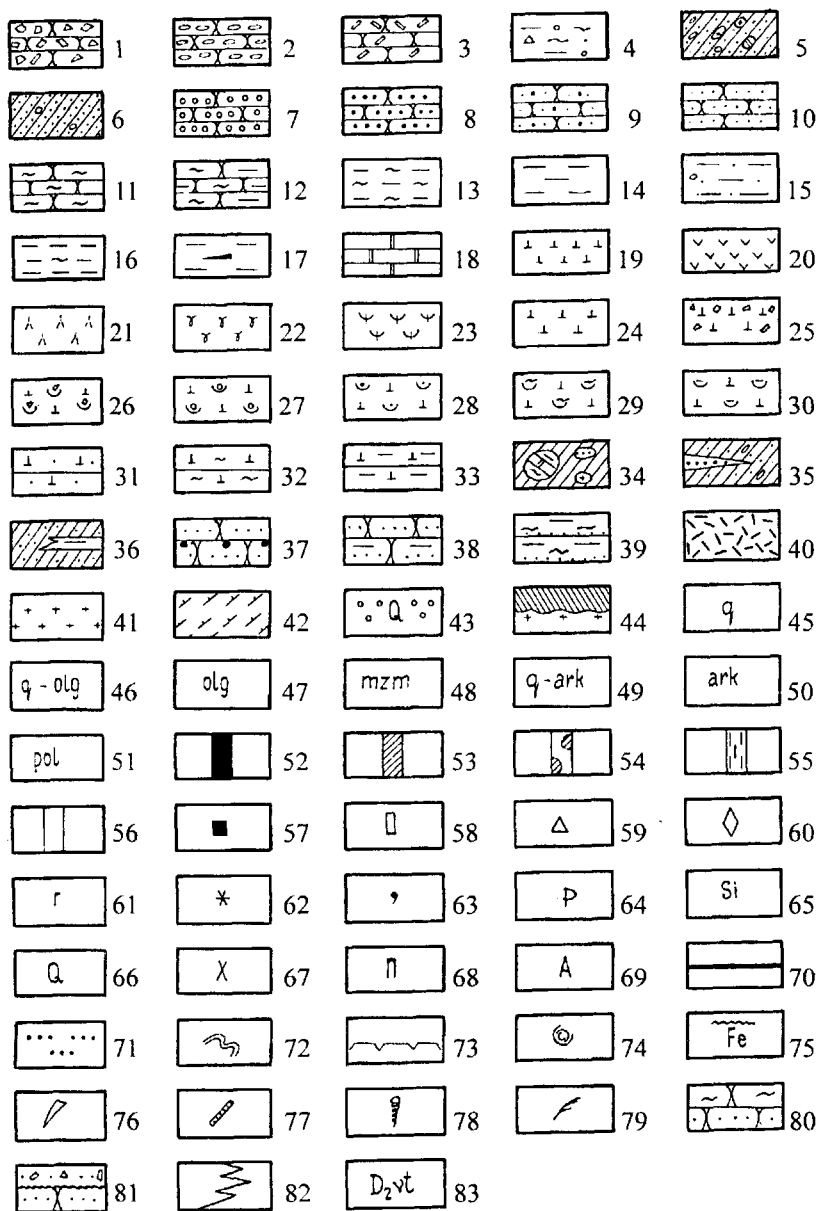 1 2 3 4 5
6 7 8 9 10
11 12 13 14 15
16 17 18 19 20
21 22 23 24 25
26 27 28 29 30
31 32 33 34 35
36 37 38 39 40
41 42 Q 43 44 q 45
q-olg 46 olg 47 mzm 48 q-ark 49 ark 50
pol 51 52 53 54 55
56 57 58 59 60
г 61 * 62 , 63 P 64 Si 65
Q 66 X 67 П 68 A 69 70
71 72 73 74 Fe 75
76 77 78 79 80
81 82 D₂vt 83